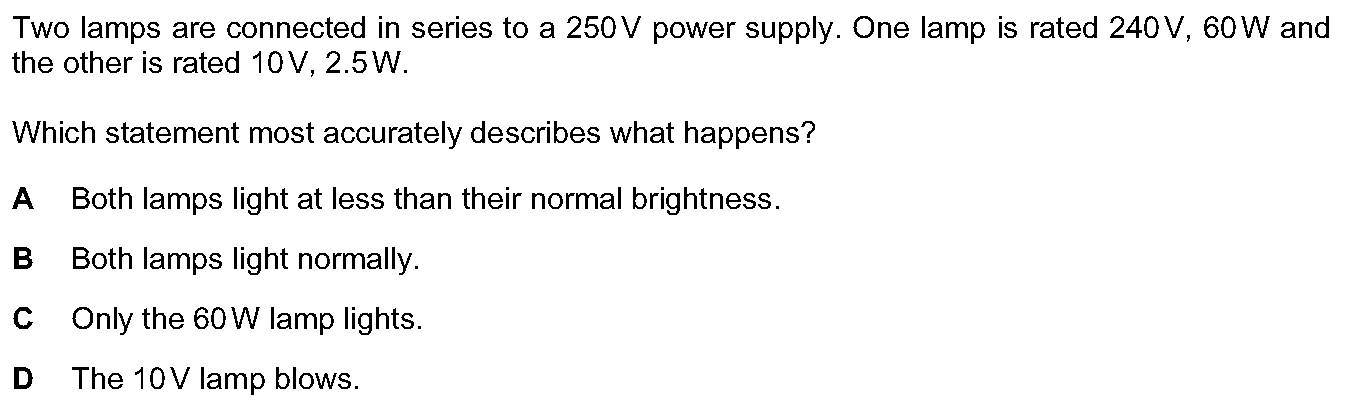 Two lamps are connected in series to a 250 V power supply. One lamp is rated 240 V, 60 W and
the other is rated 10 V, 2.5 W.
Which statement most accurately describes what happens?
A Both lamps light at less than their normal brightness.
B Both lamps light normally.
C Only the 60 W lamp lights.
D The 10 V lamp blows.